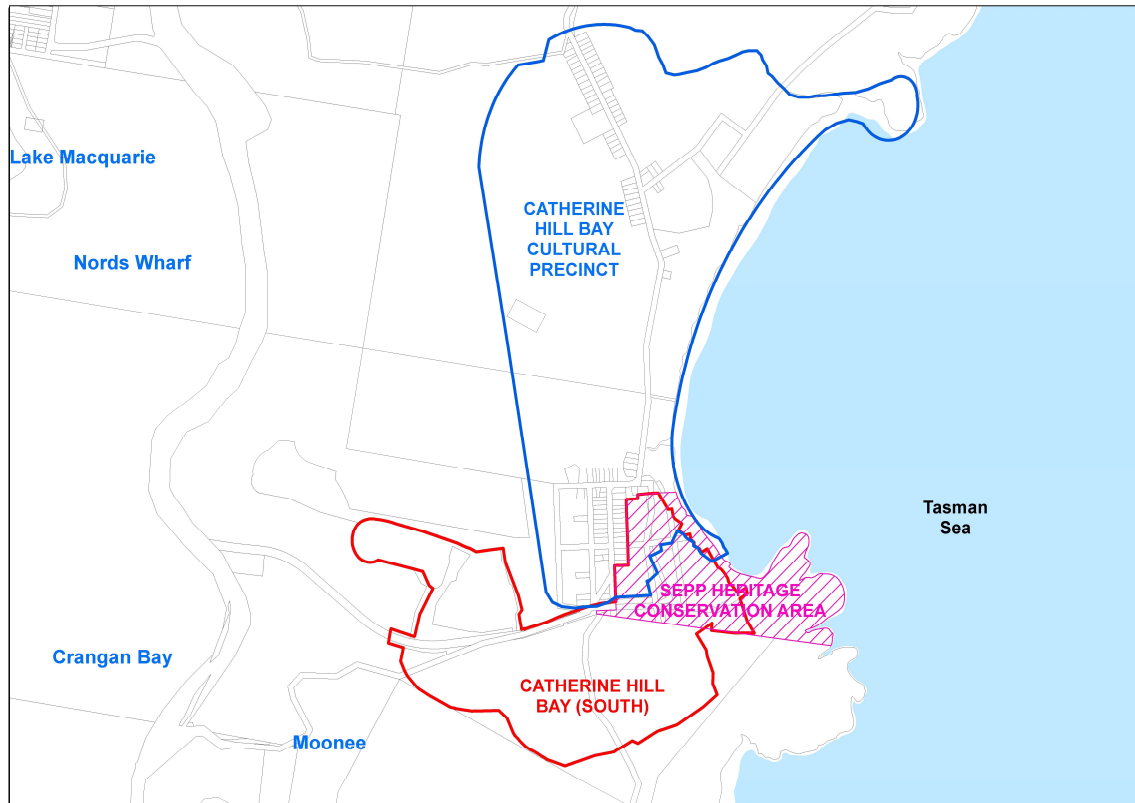 Lake Macquarie
CATHERINE
HILL BAY
CULTURAL
PRECINCT
Nords Wharf
Tasman
Sea
SEPP HERITAGE
CONSERVATION AREA
Crangan Bay
CATHERINE HILL
BAY (SOUTH)
Moonee